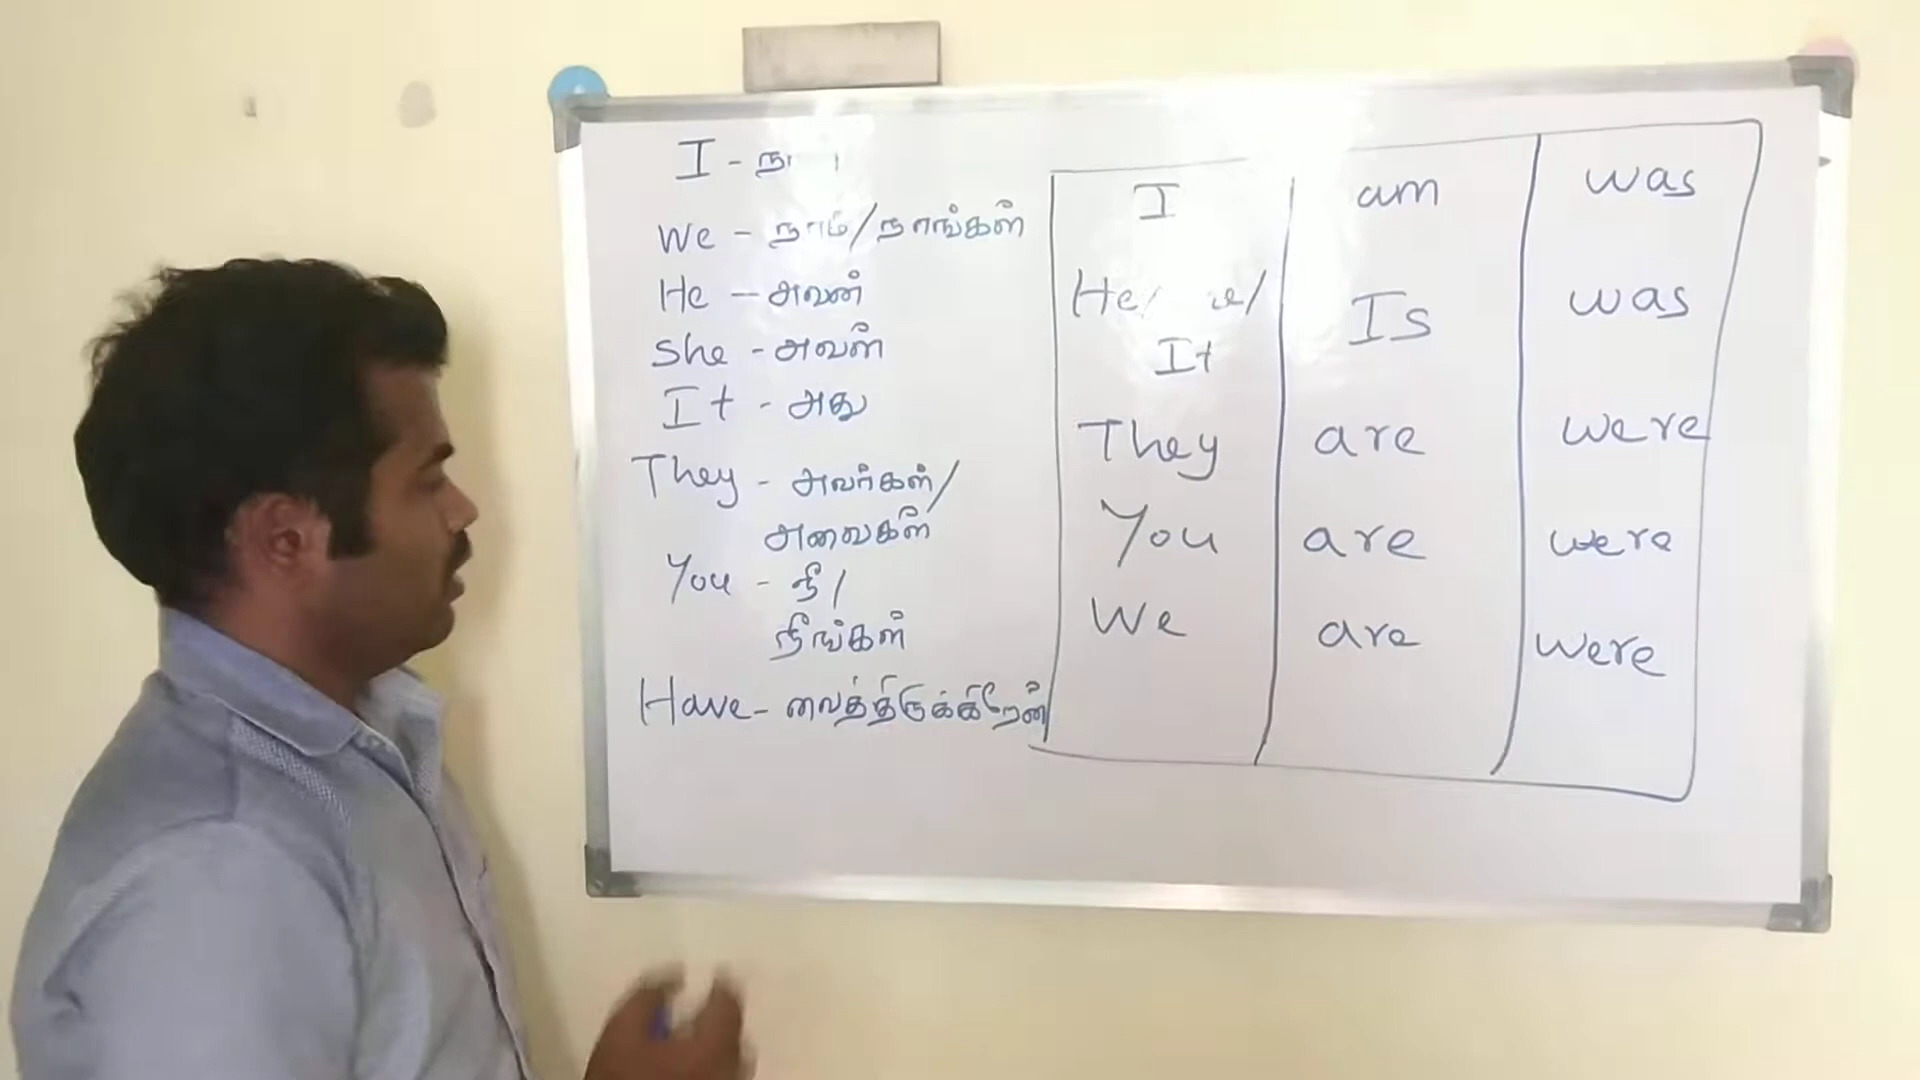 I -
We - நாம்/நாங்கள்
He - அவன்
She - அவள்
It - அது
They - அவர்கள்/
அவைகள்
You - நீ/
நீங்கள்
Have - வைத்திருக்கிறேன்
I am was
He/ /
It Is was
They are were
You are were
We are were